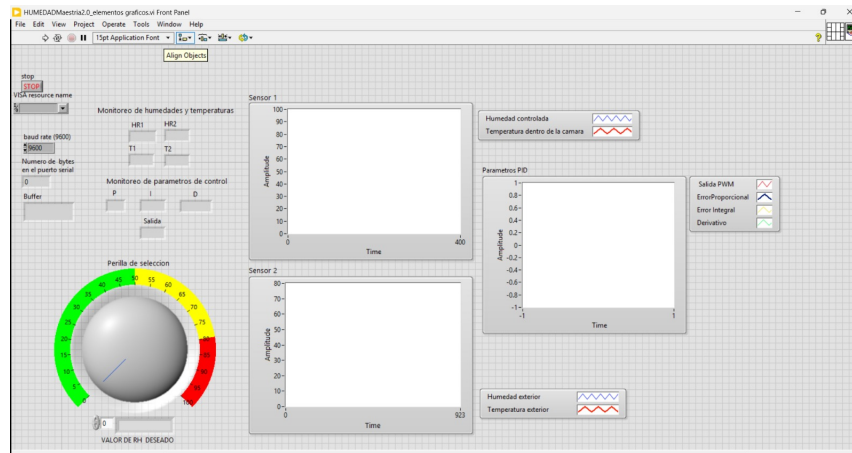 HUMEDADMaestria2.0_elementos graficos.vi Front Panel
File Edit View Project Operate Tools Window Help
15pt Application Font
Align Objects
stop
STOP
VISA resource name
baud rate (9600)
9600
Numero de bytes
en el puerto serial
0
Buffer
Monitoreo de humedades y temperaturas
HR1 HR2
T1 T2
Monitoreo de parametros de control
P I D
Salida
Perilla de seleccion
0 5 10 15 20 25 30 35 40 45 50 55 60 65 70 75 80 100
0
VALOR DE RH DESEADO
Sensor 1
100
90
80
70
60
50
40
30
20
10
0
Amplitude
0 400
Time
Humedad controlada
Temperatura dentro de la camara
Sensor 2
80
70
60
50
40
30
20
10
0
Amplitude
0 923
Time
Humedad exterior
Temperatura exterior
Parametros PID
1
0.8
0.6
0.4
0.2
0
-0.2
-0.4
-0.6
-0.8
-1
Amplitude
-1 1
Time
Salida PWM
ErrorProporcional
Error Integral
Derivativo